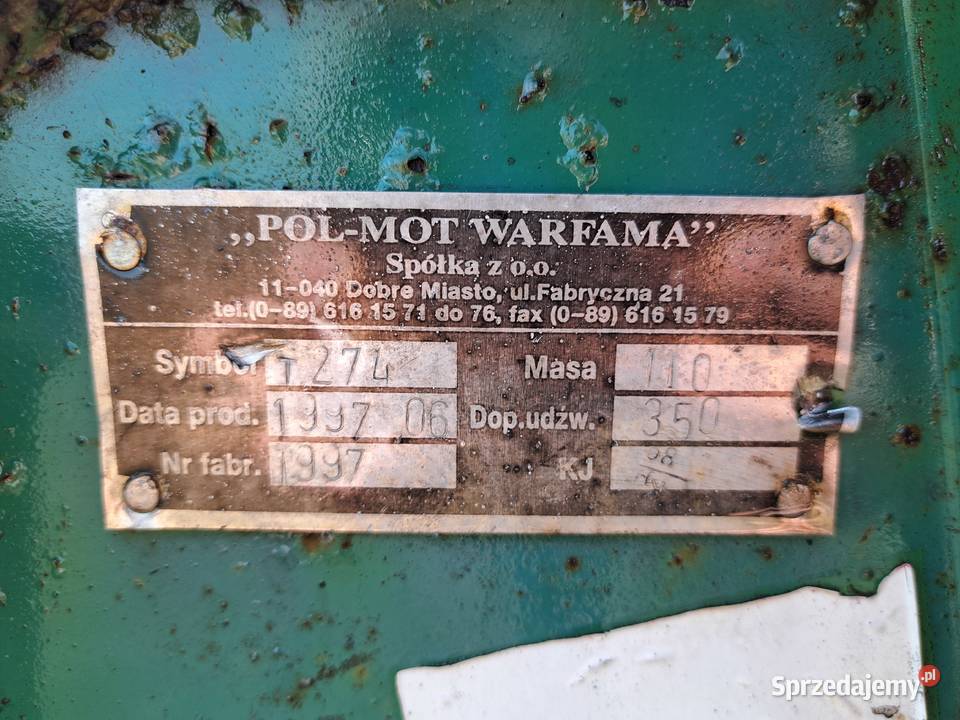 „POL-MOT WARFAMA”
Spółka z o.o.
11-040 Dobre Miasto, ul.Fabryczna 21
tel.(0-89) 616 15 71 do 76, fax (0-89) 616 15 79
Symbol T 274 Masa 110
Data prod. 1997 06 Dop.udźw. 350
Nr fabr. 1997 KJ
Sprzedajemy.pl